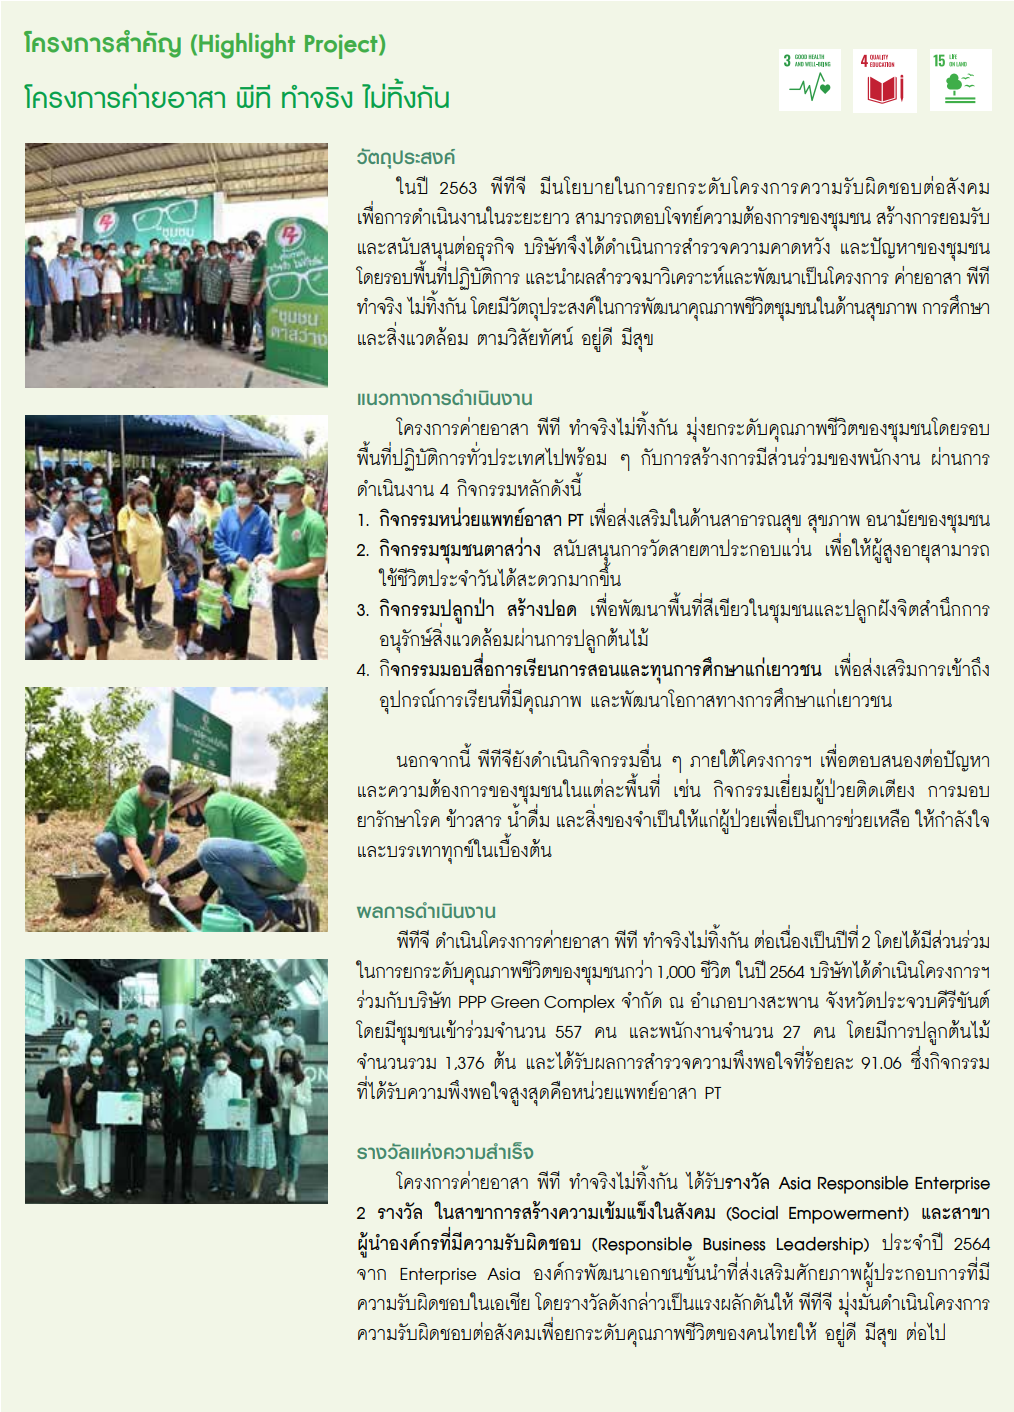 โครงการสำคัญ (Highlight Project)
โครงการค่ายอาสา พีที ทำจริง ไม่ทิ้งกัน
3 GOOD HEALTH AND WELL-BEING
4 QUALITY EDUCATION
15 LIFE ON LAND
PT
ชุมชน
PT
ชุมชน
ตาสว่าง
วัตถุประสงค์
ในปี 2563 พีทีจี มีนโยบายในการยกระดับโครงการความรับผิดชอบต่อสังคม
เพื่อการดำเนินงานในระยะยาว สามารถตอบโจทย์ความต้องการของชุมชน สร้างการยอมรับ
และสนับสนุนต่อธุรกิจ บริษัทจึงได้ดำเนินการสำรวจความคาดหวัง และปัญหาของชุมชน
โดยรอบพื้นที่ปฏิบัติการ และนำผลสำรวจมาวิเคราะห์และพัฒนาเป็นโครงการ ค่ายอาสา พีที
ทำจริง ไม่ทิ้งกัน โดยมีวัตถุประสงค์ในการพัฒนาคุณภาพชีวิตชุมชนในด้านสุขภาพ การศึกษา
และสิ่งแวดล้อม ตามวิสัยทัศน์ อยู่ดี มีสุข
แนวทางการดำเนินงาน
โครงการค่ายอาสา พีที ทำจริงไม่ทิ้งกัน มุ่งยกระดับคุณภาพชีวิตของชุมชนโดยรอบ
พื้นที่ปฏิบัติการทั่วประเทศไปพร้อม ๆ กับการสร้างการมีส่วนร่วมของพนักงาน ผ่านการ
ดำเนินงาน 4 กิจกรรมหลักดังนี้
1. กิจกรรมหน่วยแพทย์อาสา PT เพื่อส่งเสริมในด้านสาธารณสุข สุขภาพ อนามัยของชุมชน
2. กิจกรรมชุมชนตาสว่าง สนับสนุนการวัดสายตาประกอบแว่น เพื่อให้ผู้สูงอายุสามารถ
ใช้ชีวิตประจำวันได้สะดวกมากขึ้น
3. กิจกรรมปลูกป่า สร้างปอด เพื่อพัฒนาพื้นที่สีเขียวในชุมชนและปลูกฝังจิตสำนึกการ
อนุรักษ์สิ่งแวดล้อมผ่านการปลูกต้นไม้
4. กิจกรรมมอบสื่อการเรียนการสอนและทุนการศึกษาแก่เยาวชน เพื่อส่งเสริมการเข้าถึง
อุปกรณ์การเรียนที่มีคุณภาพ และพัฒนาโอกาสทางการศึกษาแก่เยาวชน
นอกจากนี้ พีทีจียังดำเนินกิจกรรมอื่น ๆ ภายใต้โครงการฯ เพื่อตอบสนองต่อปัญหา
และความต้องการของชุมชนในแต่ละพื้นที่ เช่น กิจกรรมเยี่ยมผู้ป่วยติดเตียง การมอบ
ยารักษาโรค ข้าวสาร น้ำดื่ม และสิ่งของจำเป็นให้แก่ผู้ป่วยเพื่อเป็นการช่วยเหลือ ให้กำลังใจ
และบรรเทาทุกข์ในเบื้องต้น
ผลการดำเนินงาน
พีทีจี ดำเนินโครงการค่ายอาสา พีที ทำจริงไม่ทิ้งกัน ต่อเนื่องเป็นปีที่ 2 โดยได้มีส่วนร่วม
ในการยกระดับคุณภาพชีวิตของชุมชนกว่า 1,000 ชีวิต ในปี 2564 บริษัทได้ดำเนินโครงการฯ
ร่วมกับบริษัท PPP Green Complex จำกัด ณ อำเภอบางสะพาน จังหวัดประจวบคีรีขันธ์
โดยมีชุมชนเข้าร่วมจำนวน 557 คน และพนักงานจำนวน 27 คน โดยมีการปลูกต้นไม้
จำนวนรวม 1,376 ต้น และได้รับผลการสำรวจความพึงพอใจที่ร้อยละ 91.06 ซึ่งกิจกรรม
ที่ได้รับความพึงพอใจสูงสุดคือหน่วยแพทย์อาสา PT
รางวัลแห่งความสำเร็จ
โครงการค่ายอาสา พีที ทำจริงไม่ทิ้งกัน ได้รับรางวัล Asia Responsible Enterprise
2 รางวัล ในสาขาการสร้างความเข้มแข็งในสังคม (Social Empowerment) และสาขา
ผู้นำองค์กรที่มีความรับผิดชอบ (Responsible Business Leadership) ประจำปี 2564
จาก Enterprise Asia องค์กรพัฒนาเอกชนชั้นนำที่ส่งเสริมศักยภาพผู้ประกอบการที่มี
ความรับผิดชอบในเอเชีย โดยรางวัลดังกล่าวเป็นแรงผลักดันให้ พีทีจี มุ่งมั่นดำเนินโครงการ
ความรับผิดชอบต่อสังคมเพื่อยกระดับคุณภาพชีวิตของคนไทยให้ อยู่ดี มีสุข ต่อไป